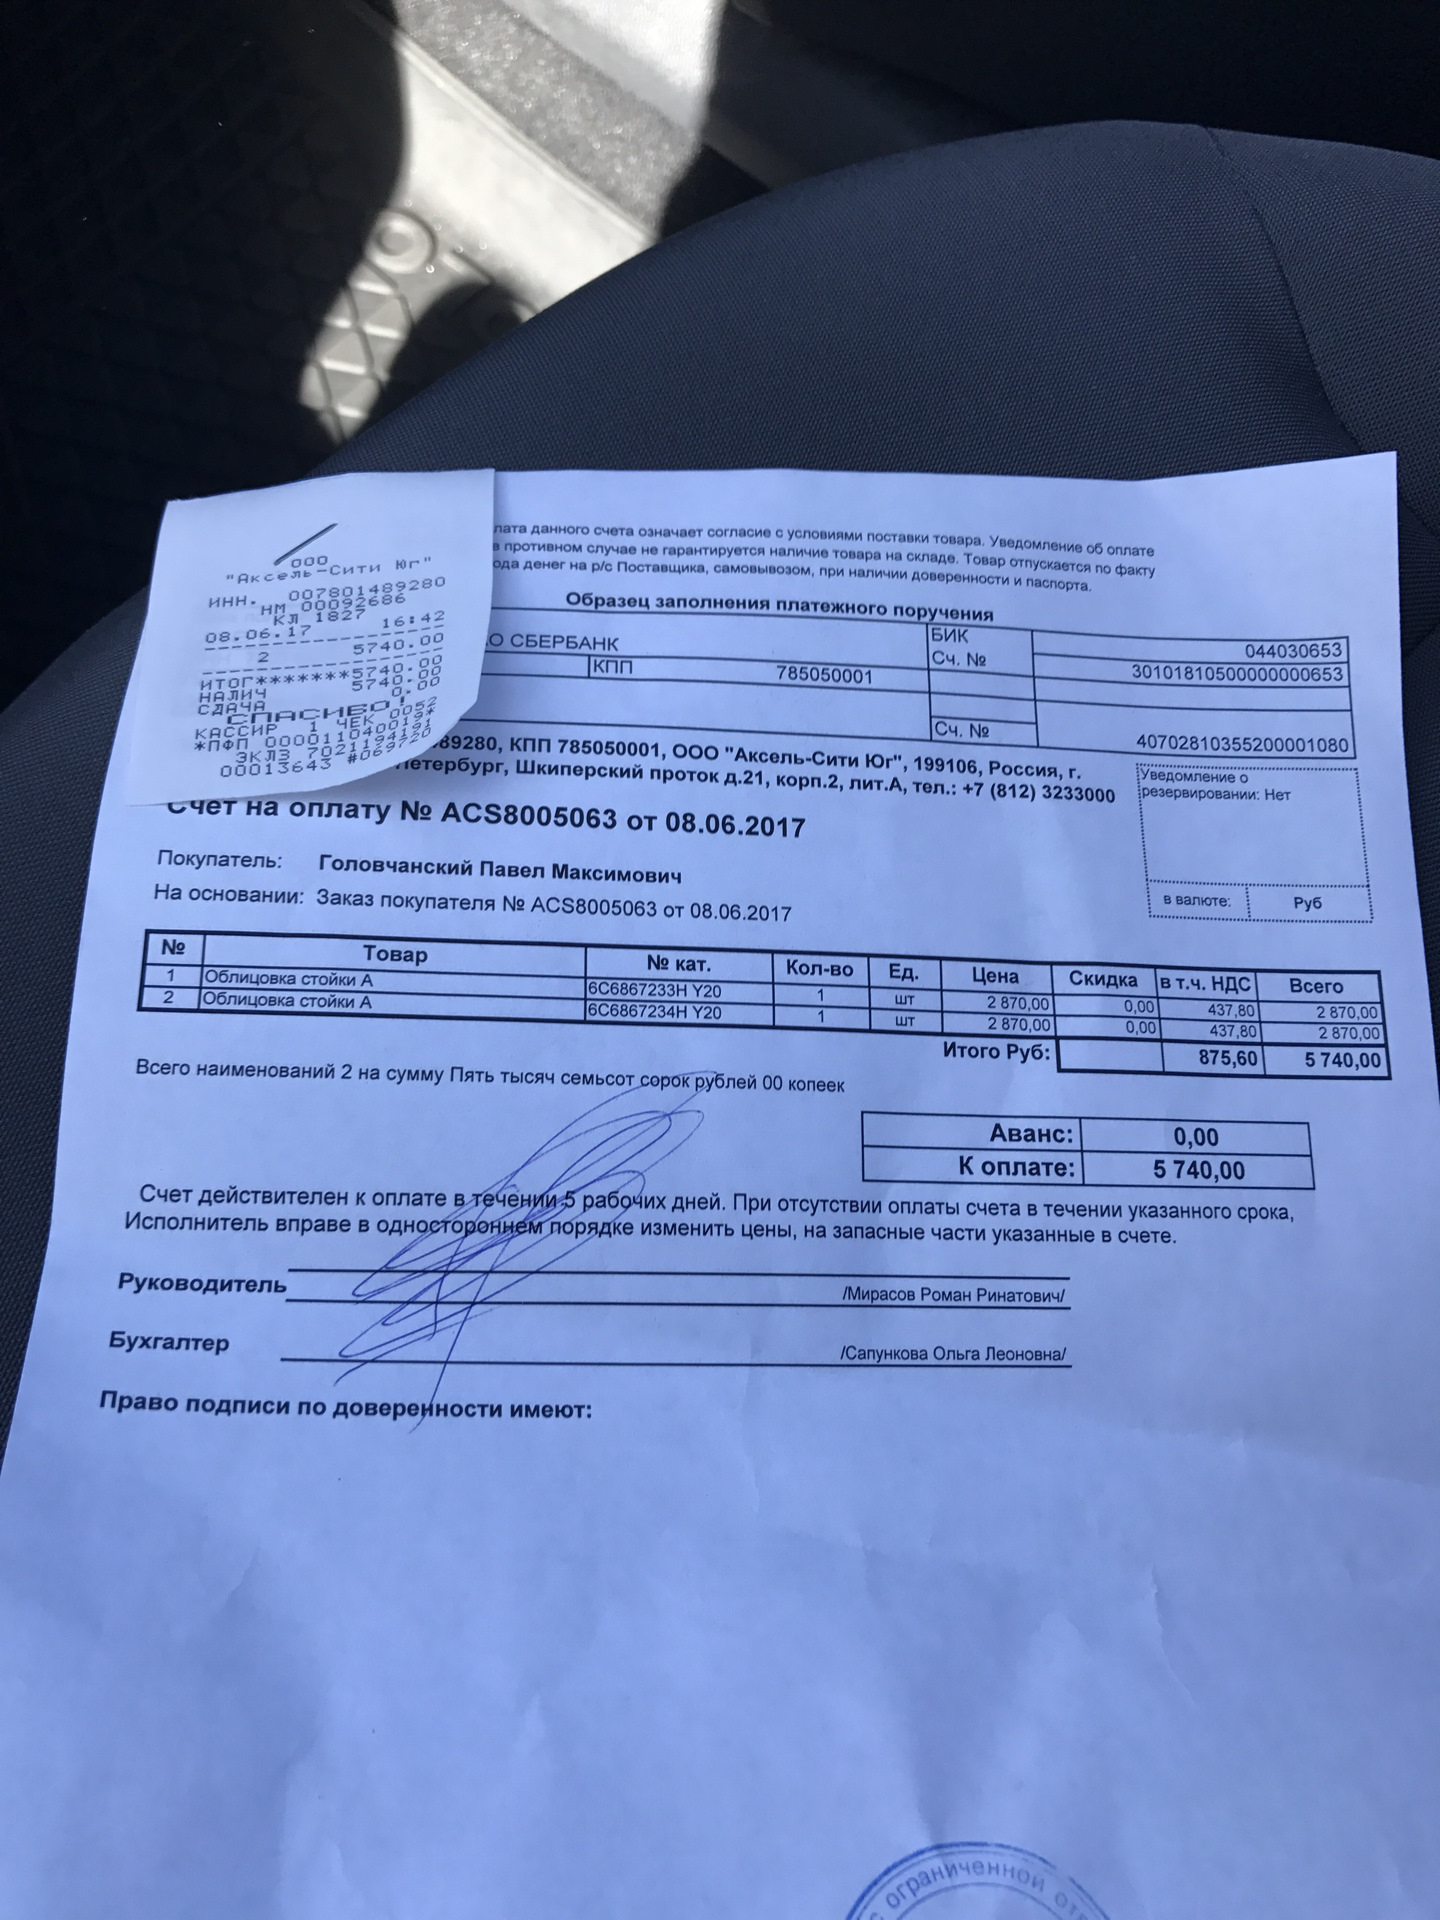 ООО
"Аксель-Сити Юг"
ИНН. 007801489280
НМ 00092686
КЛ 1827
08.06.17 16:42
2 5740.00
ИТОГ*******5740.00
НАЛИЧ 5740.00
СДАЧА 0.00
СПАСИБО!
КАССИР 1 ЧЕК 0052
*ПФП 000011040019*
ЭКЛЗ 7021194191
00013643 #069720
лата данного счета означает согласие с условиями поставки товара. Уведомление об оплате
в противном случае не гарантируется наличие товара на складе. Товар отпускается по факту
ода денег на р/с Поставщика, самовывозом, при наличии доверенности и паспорта.
Образец заполнения платежного поручения
О СБЕРБАНК БИК 044030653
Сч. № 30101810500000000653
КПП 785050001
Сч. № 40702810355200001080
89280, КПП 785050001, ООО "Аксель-Сити Юг", 199106, Россия, г.
Петербург, Шкиперский проток д.21, корп.2, лит.А, тел.: +7 (812) 3233000
Уведомление о
резервировании: Нет
в валюте: Руб
Счет на оплату № ACS8005063 от 08.06.2017
Покупатель: Головчанский Павел Максимович
На основании: Заказ покупателя № ACS8005063 от 08.06.2017
№ Товар № кат. Кол-во Ед. Цена Скидка в т.ч. НДС Всего
1 Облицовка стойки А 6C6867233H Y20 1 шт 2 870,00 0,00 437,80 2 870,00
2 Облицовка стойки А 6C6867234H Y20 1 шт 2 870,00 0,00 437,80 2 870,00
Итого Руб: 875,60 5 740,00
Всего наименований 2 на сумму Пять тысяч семьсот сорок рублей 00 копеек
Аванс: 0,00
К оплате: 5 740,00
Счет действителен к оплате в течении 5 рабочих дней. При отсутствии оплаты счета в течении указанного срока,
Исполнитель вправе в одностороннем порядке изменить цены, на запасные части указанные в счете.
Руководитель /Мирасов Роман Ринатович/
Бухгалтер /Сапункова Ольга Леоновна/
Право подписи по доверенности имеют:
с ограниченной отв